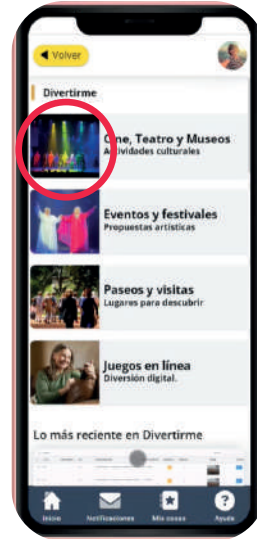 Volver
Divertirme
Cine, Teatro y Museos
Actividades culturales
Eventos y festivales
Propuestas artísticas
Paseos y visitas
Lugares para descubrir
Juegos en línea
Diversión digital.
Lo más reciente en Divertirme
Inicio
Notificaciones
Mis cosas
Ayuda